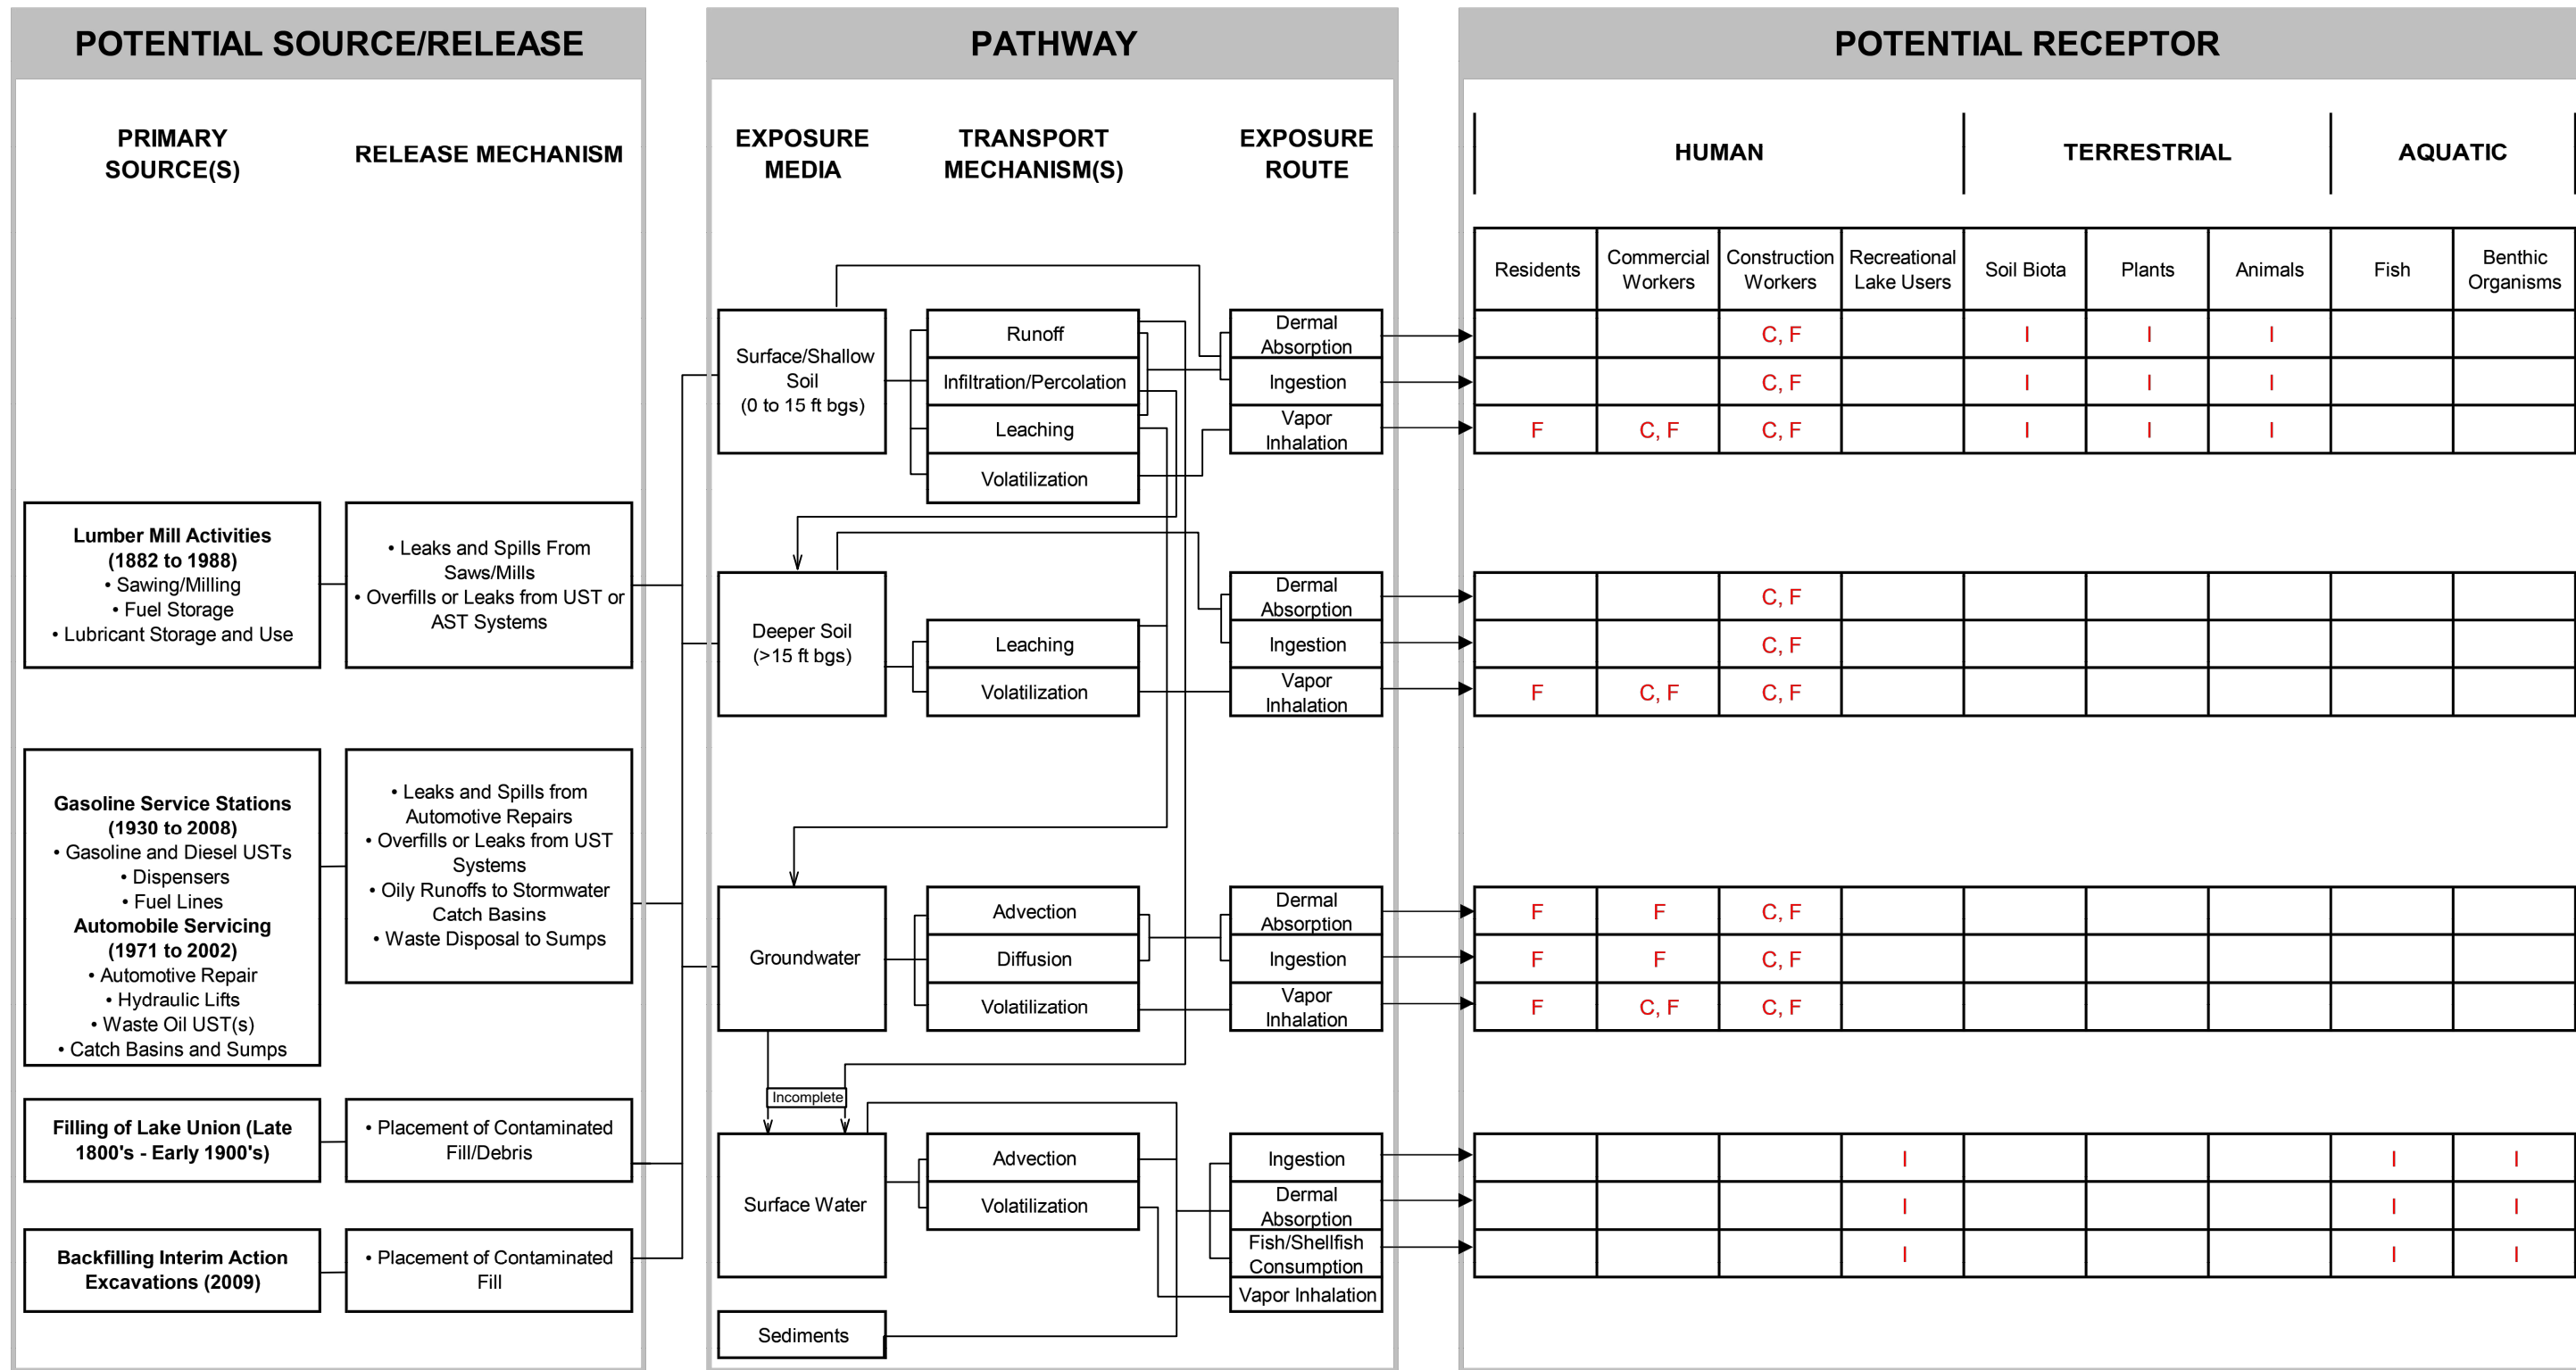 POTENTIAL SOURCE/RELEASE
PRIMARY
SOURCE(S)
RELEASE MECHANISM
Lumber Mill Activities
(1882 to 1988)
• Sawing/Milling
• Fuel Storage
• Lubricant Storage and Use
• Leaks and Spills From
Saws/Mills
• Overfills or Leaks from UST or
AST Systems
Gasoline Service Stations
(1930 to 2008)
• Gasoline and Diesel USTs
• Dispensers
• Fuel Lines
Automobile Servicing
(1971 to 2002)
• Automotive Repair
• Hydraulic Lifts
• Waste Oil UST(s)
• Catch Basins and Sumps
• Leaks and Spills from
Automotive Repairs
• Overfills or Leaks from UST
Systems
• Oily Runoffs to Stormwater
Catch Basins
• Waste Disposal to Sumps
Filling of Lake Union (Late
1800's - Early 1900's)
• Placement of Contaminated
Fill/Debris
Backfilling Interim Action
Excavations (2009)
• Placement of Contaminated
Fill
PATHWAY
EXPOSURE
MEDIA
TRANSPORT
MECHANISM(S)
EXPOSURE
ROUTE
Surface/Shallow
Soil
(0 to 15 ft bgs)
Runoff
Infiltration/Percolation
Leaching
Volatilization
Dermal
Absorption
Ingestion
Vapor
Inhalation
Deeper Soil
(>15 ft bgs)
Leaching
Volatilization
Dermal
Absorption
Ingestion
Vapor
Inhalation
Groundwater
Advection
Diffusion
Volatilization
Dermal
Absorption
Ingestion
Vapor
Inhalation
Incomplete
Surface Water
Advection
Volatilization
Ingestion
Dermal
Absorption
Fish/Shellfish
Consumption
Vapor Inhalation
Sediments
POTENTIAL RECEPTOR
HUMAN
TERRESTRIAL
AQUATIC
Residents
Commercial
Workers
Construction
Workers
Recreational
Lake Users
Soil Biota
Plants
Animals
Fish
Benthic
Organisms
C, F I I I
C, F I I I
F C, F C, F I I I
C, F
C, F
F C, F C, F
F F C, F
F F C, F
F C, F C, F
I I I
I I I
I I I